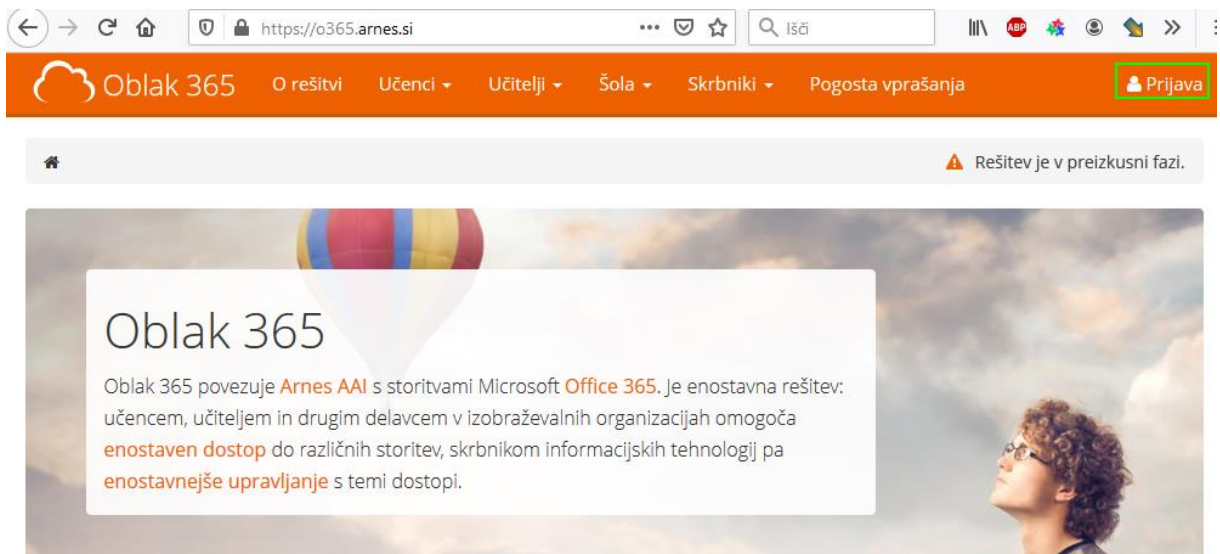 https://o365.arnes.si
Išči
ABP
Oblak 365 O rešitvi Učenci Učitelji Šola Skrbniki Pogosta vprašanja Prijava
Rešitev je v preizkusni fazi.
Oblak 365
Oblak 365 povezuje Arnes AAI s storitvami Microsoft Office 365. Je enostavna rešitev:
učencem, učiteljem in drugim delavcem v izobraževalnih organizacijah omogoča
enostaven dostop do različnih storitev, skrbnikom informacijskih tehnologij pa
enostavnejše upravljanje s temi dostopi.